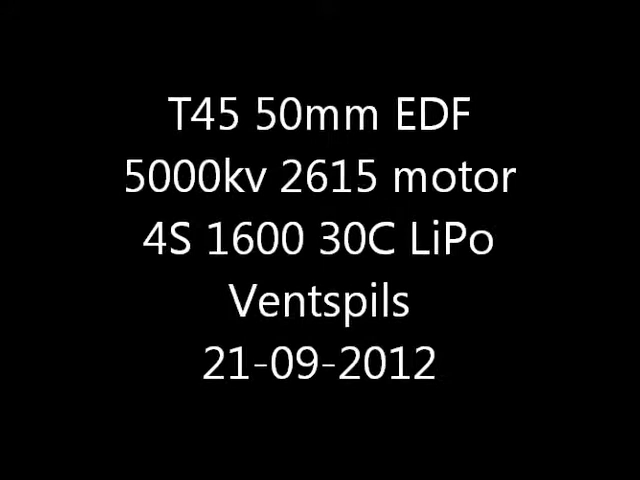 T45 50mm EDF
5000kv 2615 motor
4S 1600 30C LiPo
Ventspils
21-09-2012